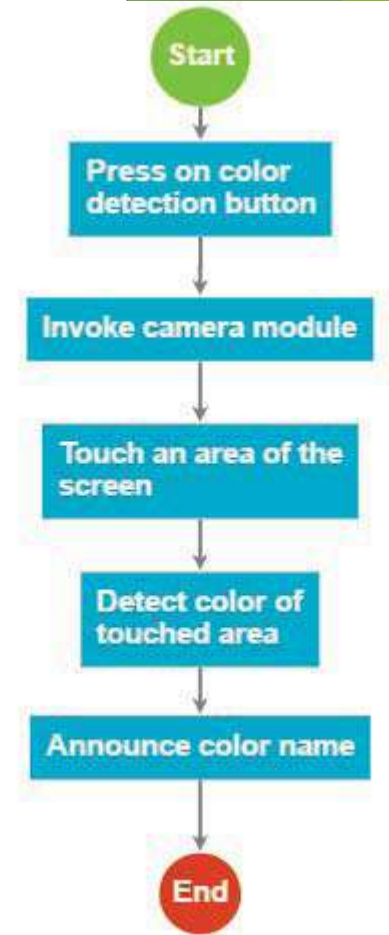 Start
Press on color
detection button
Invoke camera module
Touch an area of the
screen
Detect color of
touched area
Announce color name
End